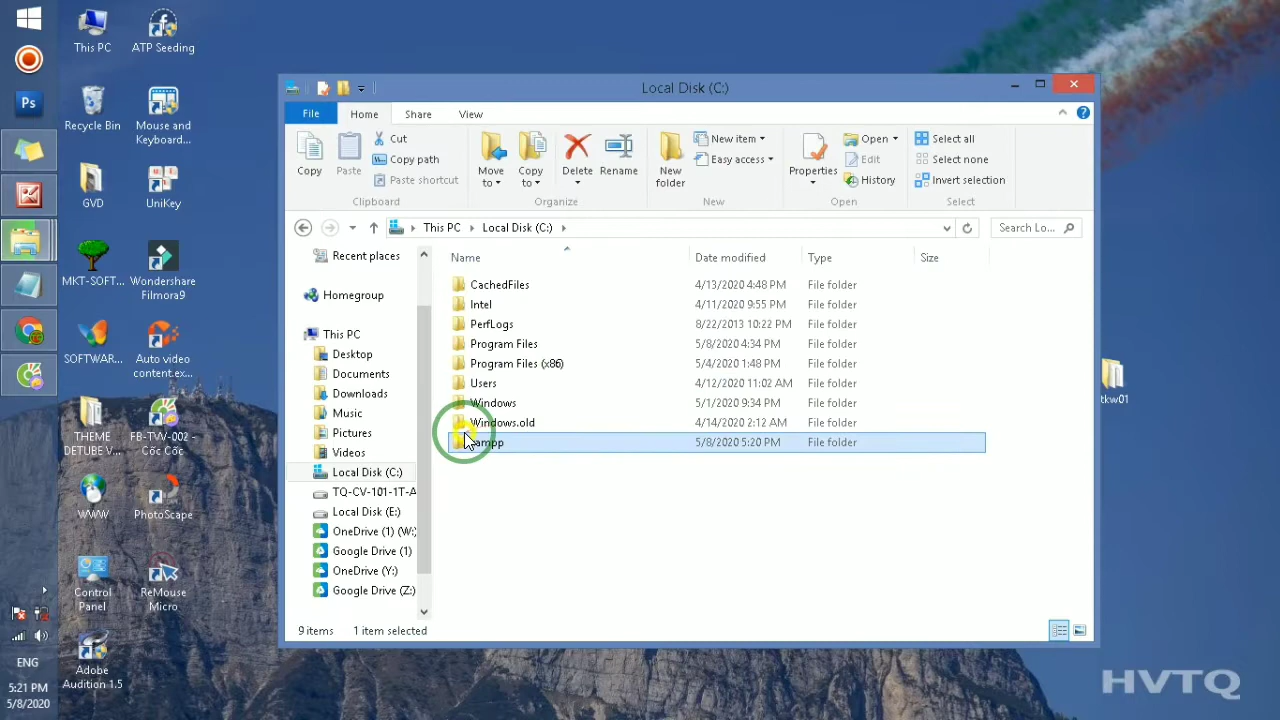 This PC
ATP Seeding
Ps
Recycle Bin
Mouse and
Keyboard...
GVD
UniKey
MKT-SOFT...
Wondershare
Filmora9
SOFTWAR...
Auto video
content.ex...
THEME
DETUBE V...
FB-TVV-002 -
Cốc Cốc
WWW
PhotoScape
Control
Panel
ReMouse
Micro
Adobe
Audition 1.5
ENG
5:21 PM
5/8/2020
Local Disk (C:)
File
Home
Share
View
Copy
Paste
Cut
Copy path
Paste shortcut
Clipboard
Move
to
Copy
to
Delete
Rename
Organize
New
folder
New item
Easy access
New
Properties
Open
Edit
History
Open
Select all
Select none
Invert selection
Select
This PC
Local Disk (C:)
Search Lo...
Recent places
Homegroup
This PC
Desktop
Documents
Downloads
Music
Pictures
Videos
Local Disk (C:)
TQ-CV-101-1T-A
Local Disk (E:)
OneDrive (1) (W:
Google Drive (1)
OneDrive (Y:)
Google Drive (Z:)
Name Date modified Type Size
CachedFiles 4/13/2020 4:48 PM File folder
Intel 4/11/2020 9:55 PM File folder
PerfLogs 8/22/2013 10:22 PM File folder
Program Files 5/8/2020 4:34 PM File folder
Program Files (x86) 5/4/2020 1:48 PM File folder
Users 4/12/2020 11:02 AM File folder
Windows 5/1/2020 9:34 PM File folder
Windows.old 4/14/2020 2:12 AM File folder
xampp 5/8/2020 5:20 PM File folder
9 items 1 item selected
tkw01
HVTQ